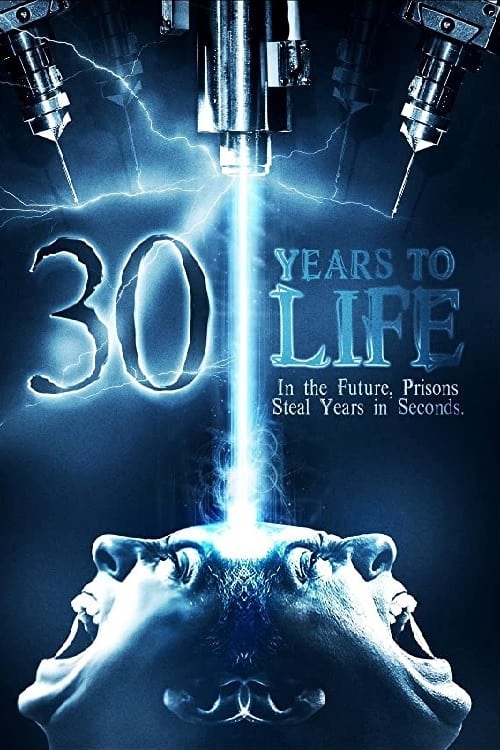 30
YEARS TO
LIFE
In the Future, Prisons
Steal Years in Seconds.